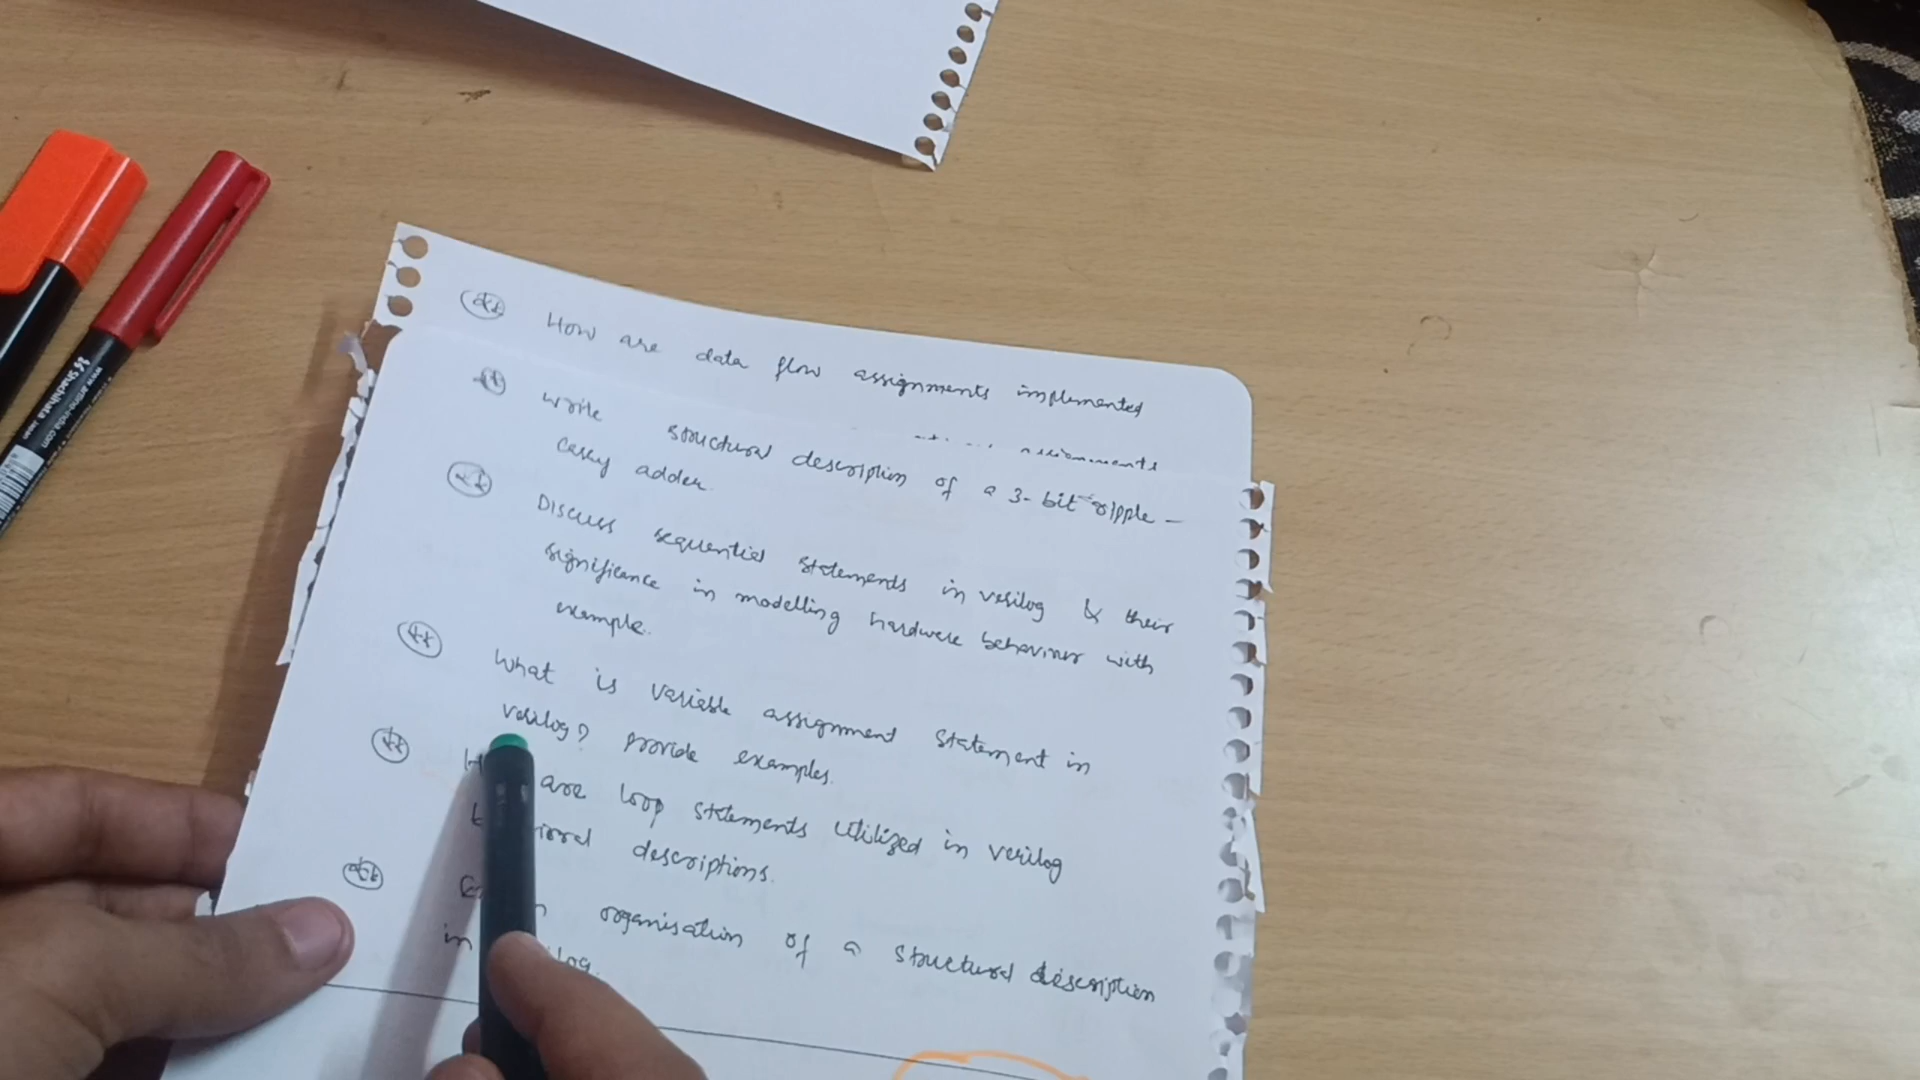 How are data flow assignments implemented
assignments
write structural description of a 3-bit ripple-
carry adder.
Discuss sequential statements in verilog & their
significance in modelling hardware behaviour with
example.
What is variable assignment statement in
verilog? provide examples.
are loop statements utilized in verilog
descriptions.
organisation of a structural description
in
Shachihata